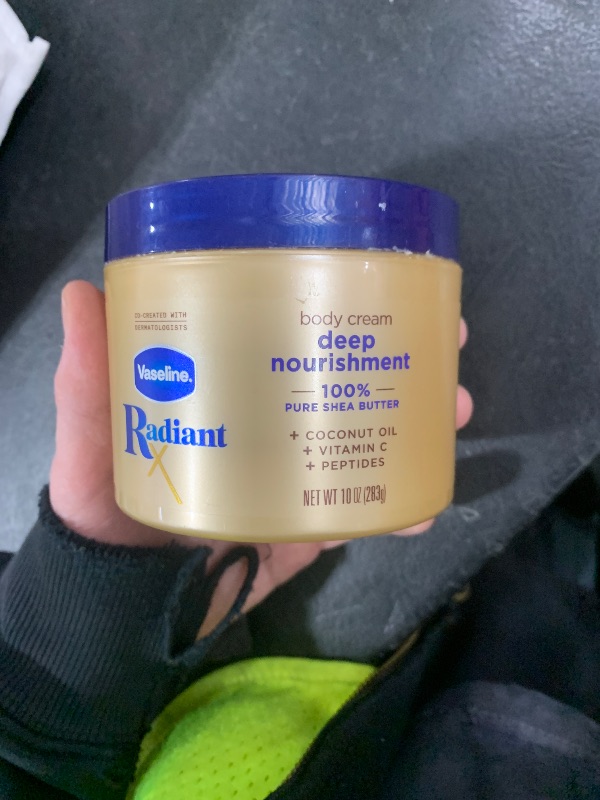 CO-CREATED WITH
DERMATOLOGISTS
Vaseline.
Radiant
X
body cream
deep
nourishment
100%
PURE SHEA BUTTER
+ COCONUT OIL
+ VITAMIN C
+ PEPTIDES
NET WT 10 OZ (283g)